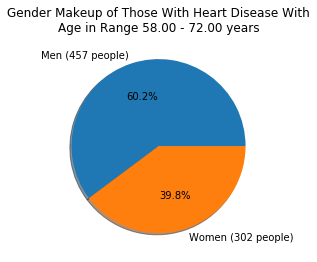 Gender Makeup of Those With Heart Disease With
Age in Range 58.00 - 72.00 years
Men (457 people)
60.2%
39.8%
Women (302 people)